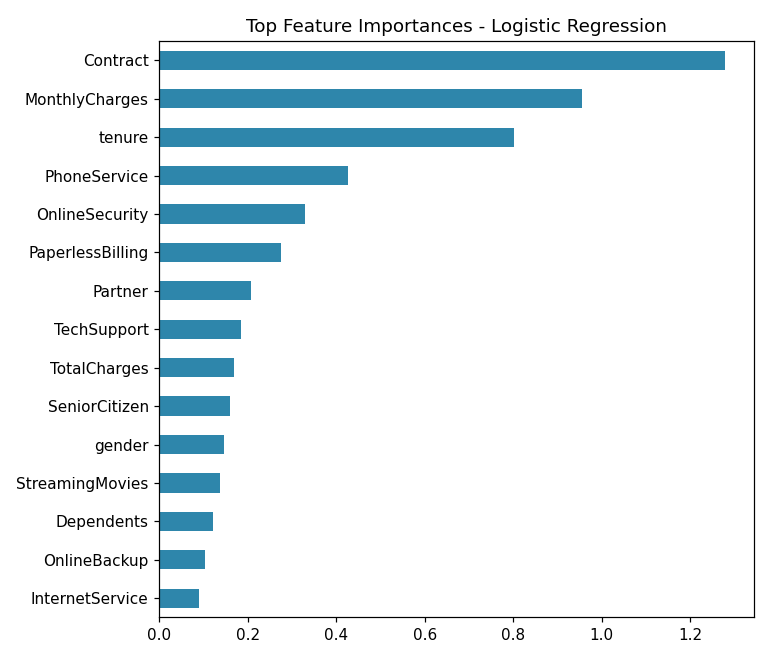 Top Feature Importances - Logistic Regression
Contract
MonthlyCharges
tenure
PhoneService
OnlineSecurity
PaperlessBilling
Partner
TechSupport
TotalCharges
SeniorCitizen
gender
StreamingMovies
Dependents
OnlineBackup
InternetService
0.0 0.2 0.4 0.6 0.8 1.0 1.2